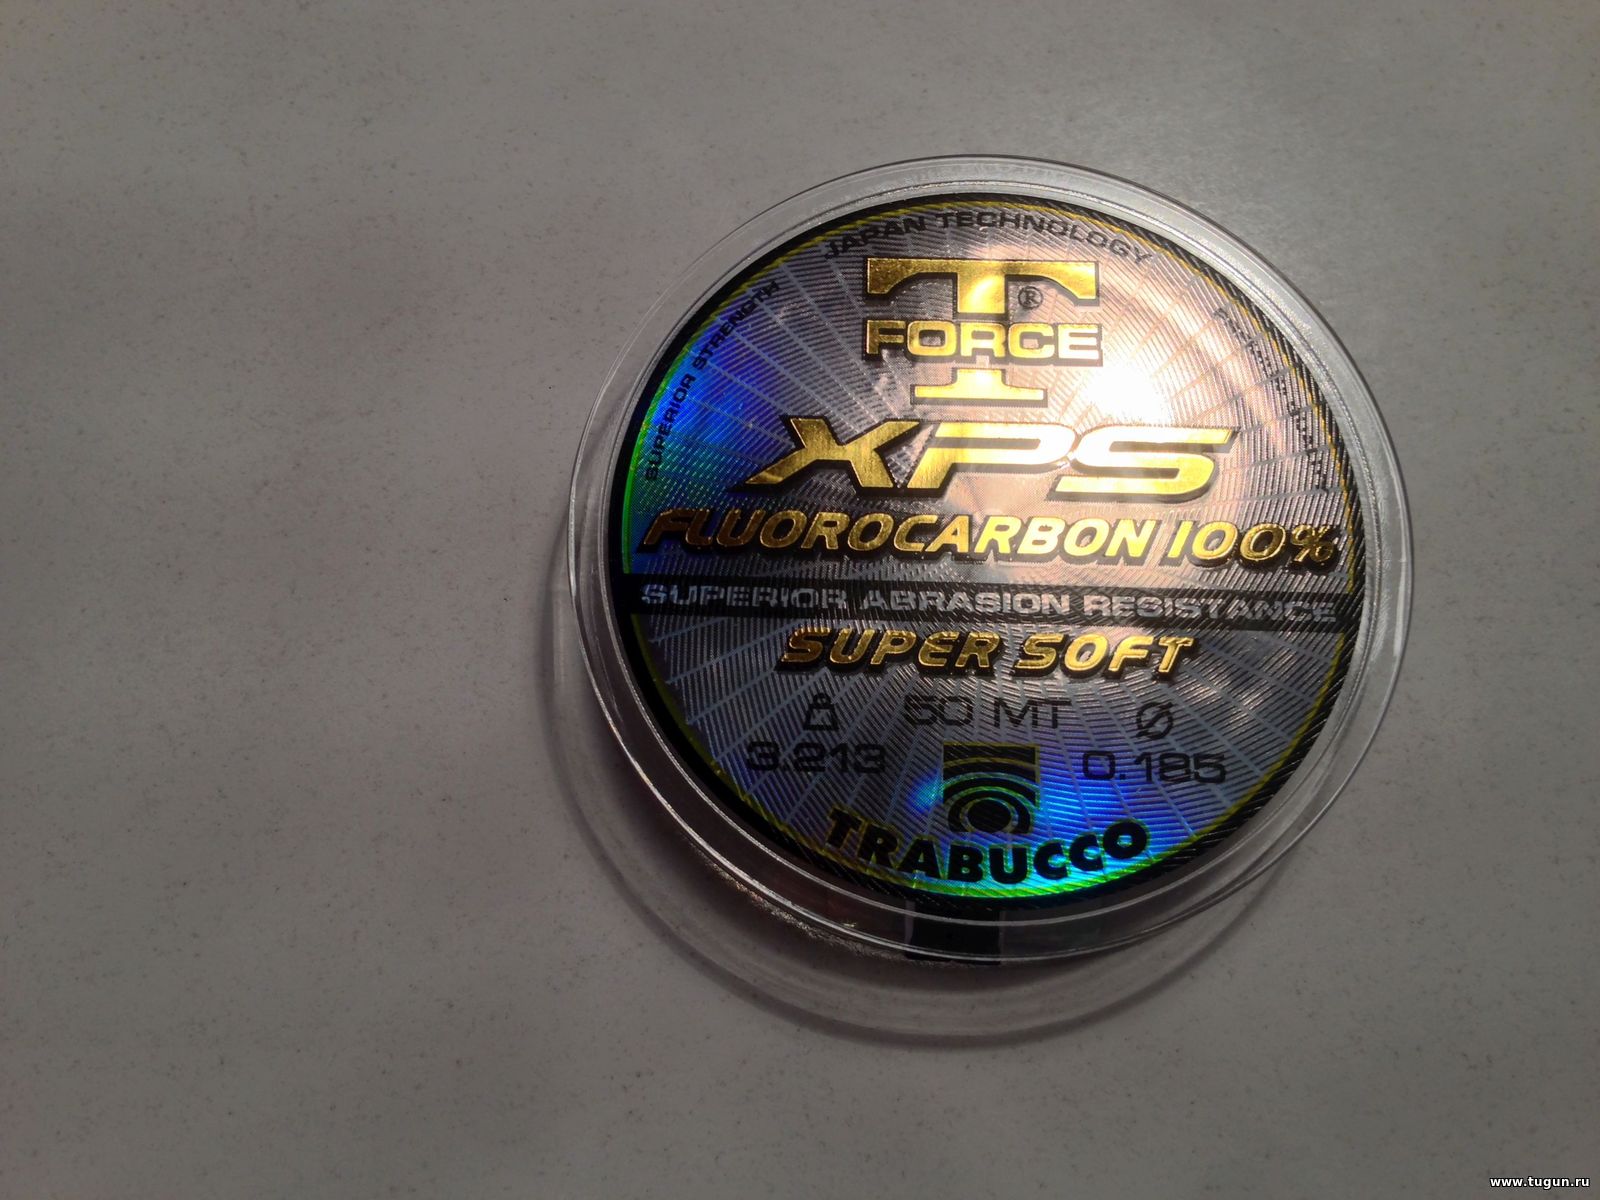 JAPAN TECHNOLOGY
SUPERIOR STRENGTH
T
®
FORCE
XPS
FLUOROCARBON 100%
SUPERIOR ABRASION RESISTANCE
SUPER SOFT
50 MT
3.213
0.185
TRABUCCO
www.tugun.ru